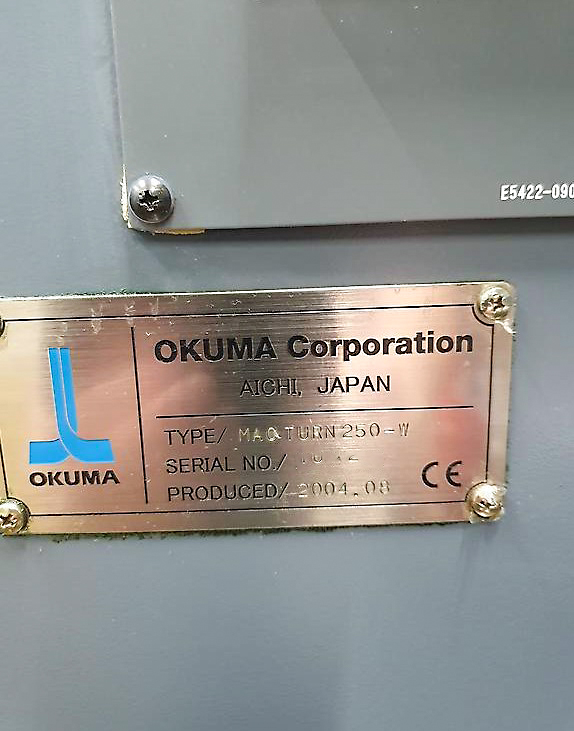 E5422-090
OKUMA Corporation
AICHI, JAPAN
TYPE/ MACTURN250-W
SERIAL NO./
PRODUCED/ 2004.08
CE
OKUMA